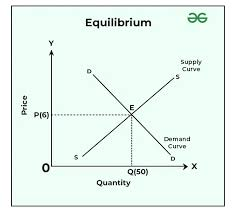 Equilibrium
Y
D
Supply
Curve
S
Price
E
P(6)
Demand
Curve
S
D
0
X
Q(50)
Quantity